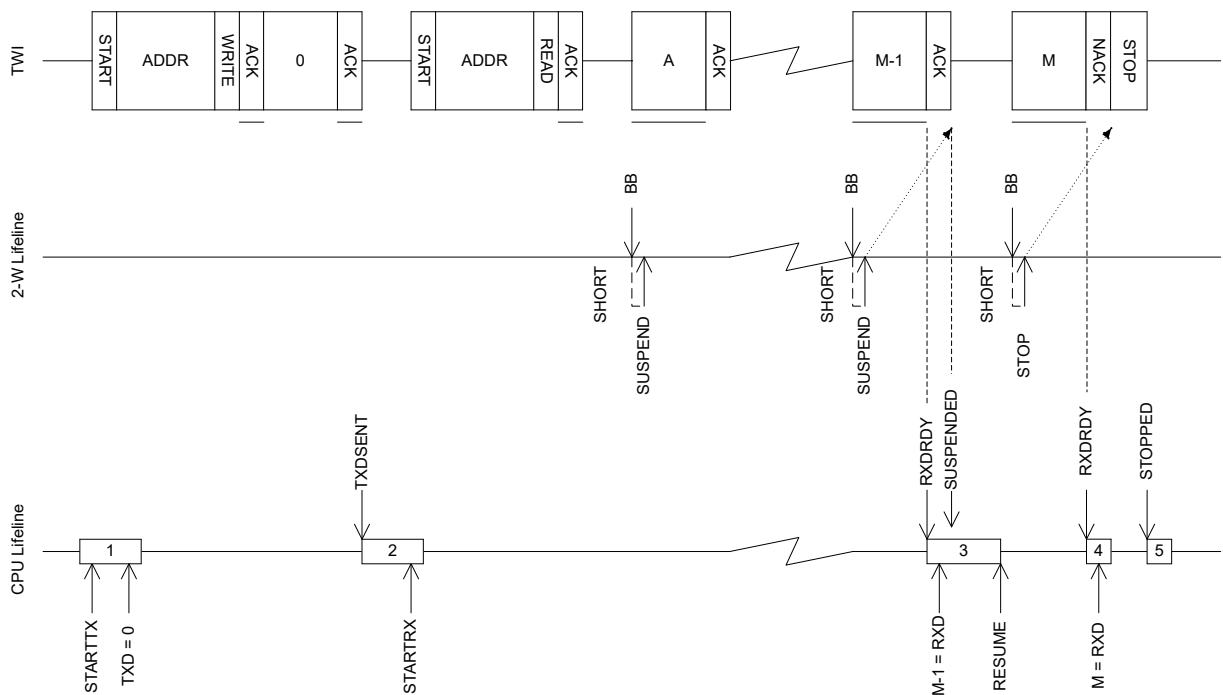 TWI
START
ADDR
WRITE
ACK
0
ACK
START
ADDR
READ
ACK
A
ACK
M-1
ACK
M
NACK
STOP
2-W Lifeline
BB
SHORT
SUSPEND
BB
SHORT
SUSPEND
BB
SHORT
STOP
CPU Lifeline
1
STARTTX
TXD = 0
TXDSENT
2
STARTRX
RXDRDY
SUSPENDED
3
M-1 = RXD
RESUME
RXDRDY
4
M = RXD
STOPPED
5